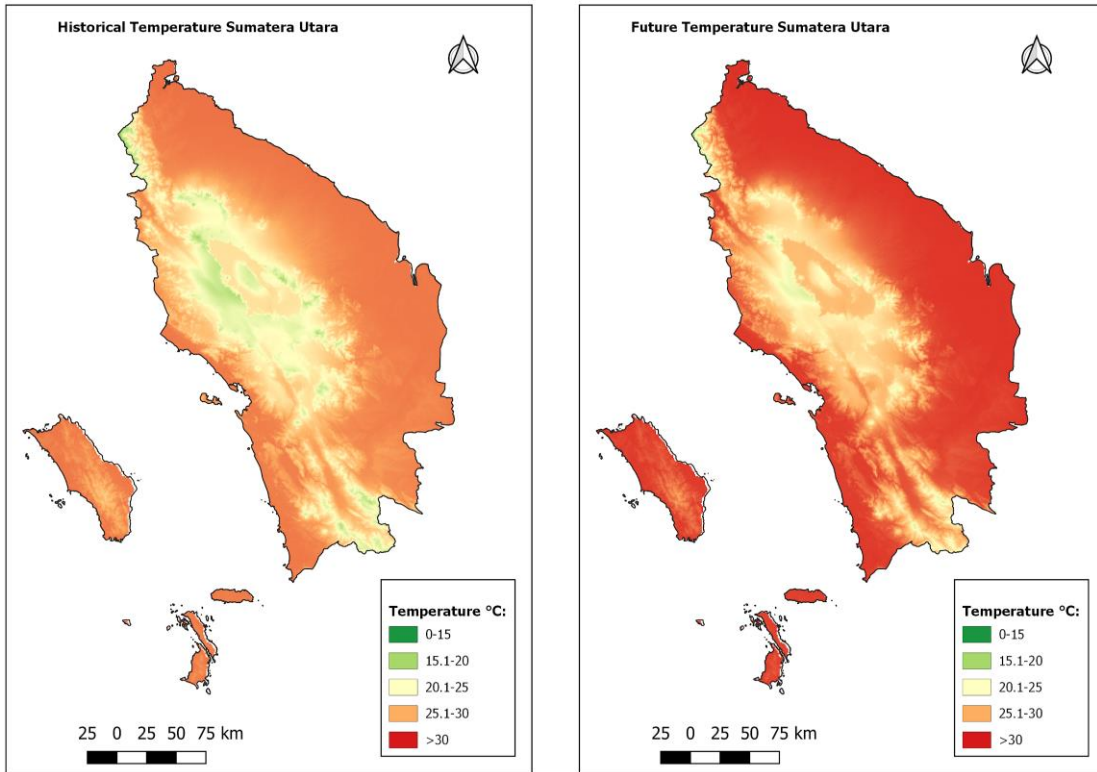 Historical Temperature Sumatera Utara
Temperature °C:
0-15
15.1-20
20.1-25
25.1-30
>30
25 0 25 50 75 km
Future Temperature Sumatera Utara
Temperature °C:
0-15
15.1-20
20.1-25
25.1-30
>30
25 0 25 50 75 km